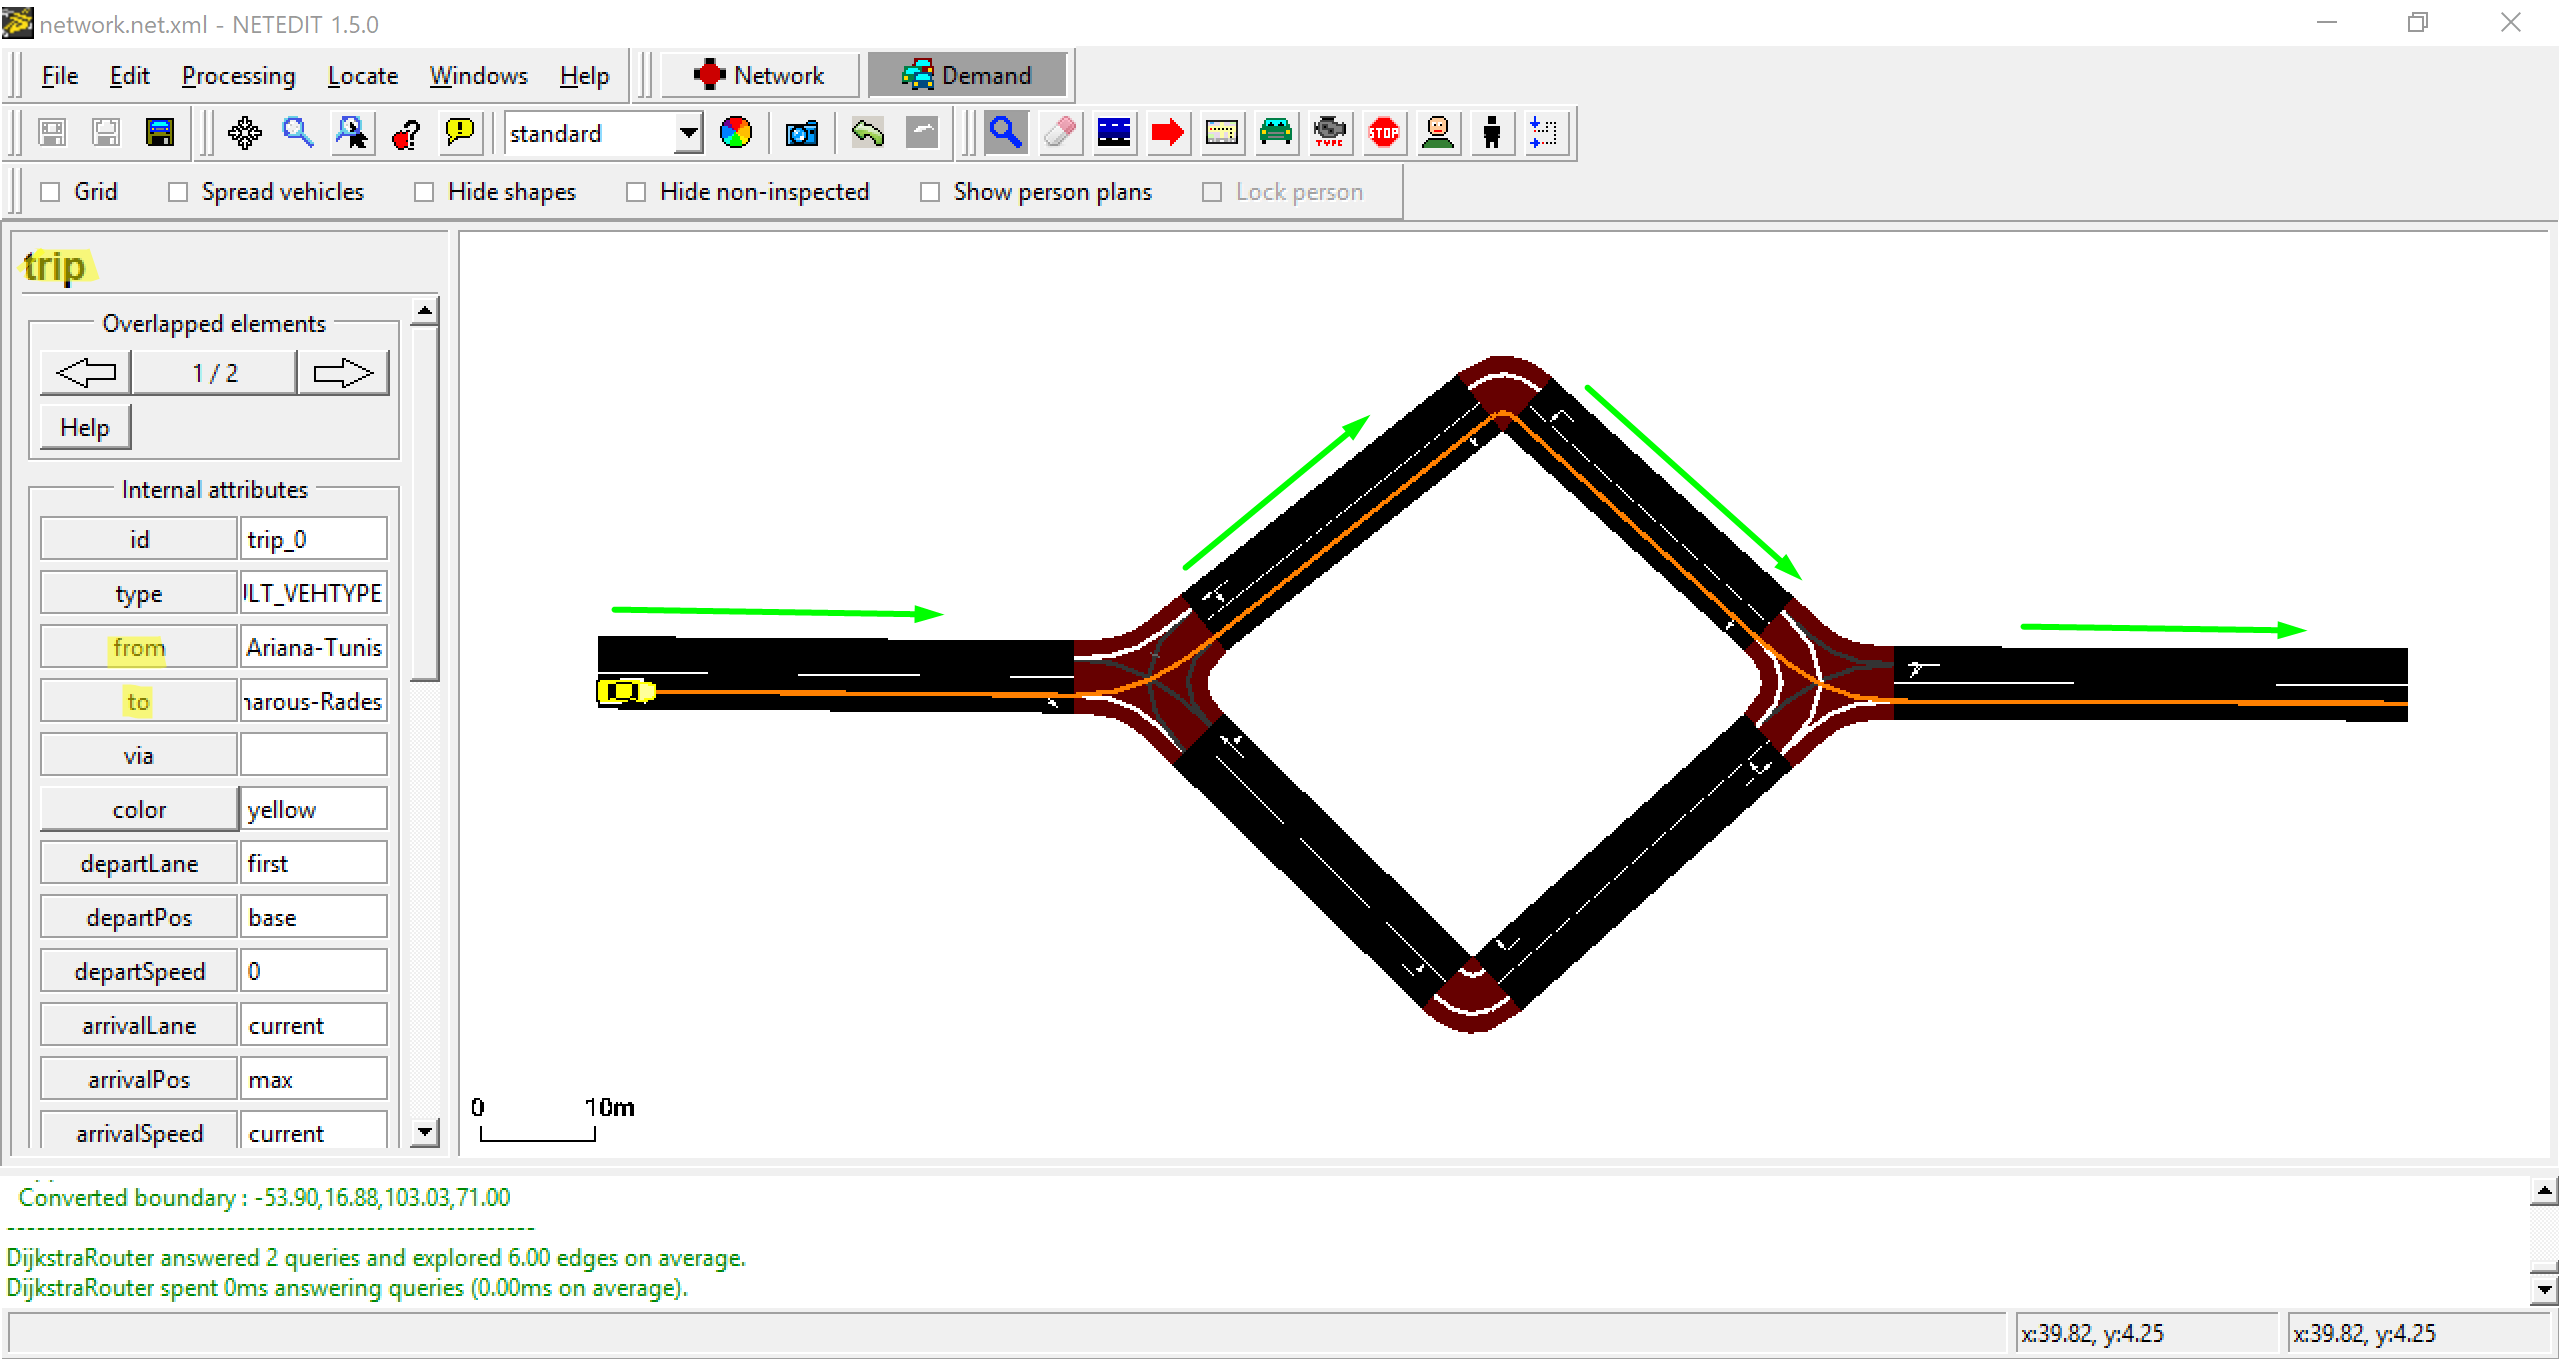 network.net.xml - NETEDIT 1.5.0
File Edit Processing Locate Windows Help Network Demand
standard TYPE STOP
Grid Spread vehicles Hide shapes Hide non-inspected Show person plans Lock person
trip
Overlapped elements
1 / 2
Help
Internal attributes
id trip_0
type JLT_VEHTYPE
from Ariana-Tunis
to narous-Rades
via
color yellow
departLane first
departPos base
departSpeed 0
arrivalLane current
arrivalPos max
arrivalSpeed current
0 10m
Converted boundary : -53.90,16.88,103.03,71.00
-----------------------------------------------------
DijkstraRouter answered 2 queries and explored 6.00 edges on average.
DijkstraRouter spent 0ms answering queries (0.00ms on average).
x:39.82, y:4.25 x:39.82, y:4.25